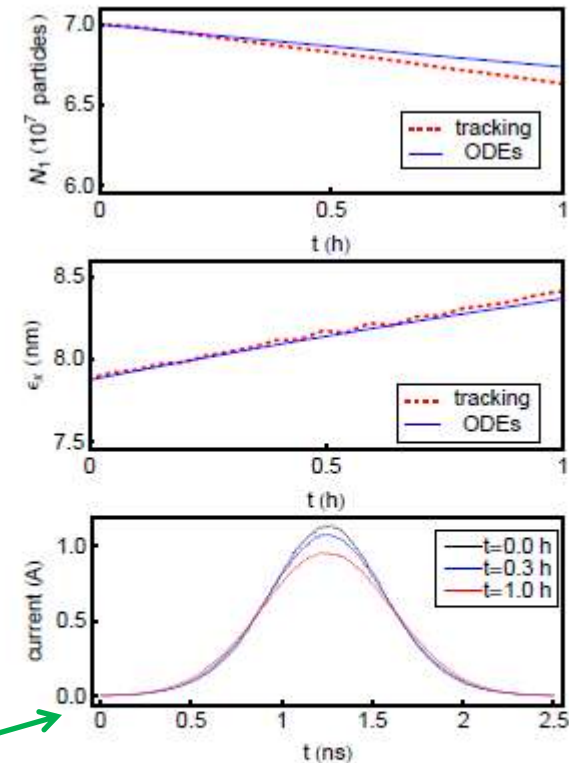 N₁ (10⁷ particles)
7.0
6.5
6.0
tracking
ODEs
0 0.5 1
t (h)
ϵₓ (nm)
8.5
8.0
7.5
tracking
ODEs
0 0.5 1
t (h)
current (A)
1.0
0.5
0.0
t=0.0 h
t=0.3 h
t=1.0 h
0 0.5 1 1.5 2 2.5
t (ns)